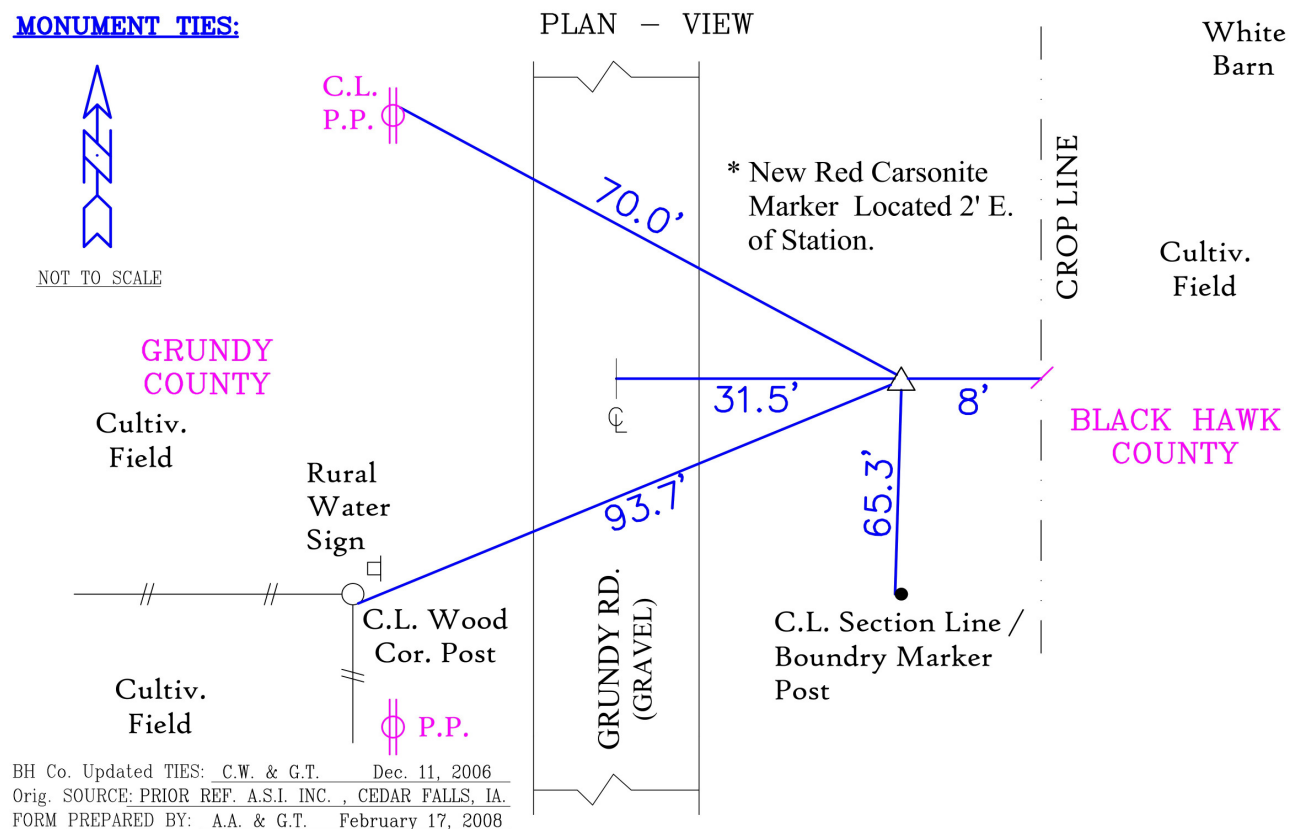 MONUMENT TIES:
PLAN - VIEW
White
Barn
C.L.
P.P.
N
* New Red Carsonite
Marker Located 2' E.
of Station.
CROP LINE
70.0'
NOT TO SCALE
Cultiv.
Field
GRUNDY
COUNTY
31.5'
8'
℄
Cultiv.
Field
BLACK HAWK
COUNTY
Rural
Water
Sign
93.7'
65.3'
C.L. Wood
Cor. Post
GRUNDY RD.
(GRAVEL)
C.L. Section Line /
Boundry Marker
Post
Cultiv.
Field
P.P.
BH Co. Updated TIES: C.W. & G.T. Dec. 11, 2006
Orig. SOURCE: PRIOR REF. A.S.I. INC. , CEDAR FALLS, IA.
FORM PREPARED BY: A.A. & G.T. February 17, 2008